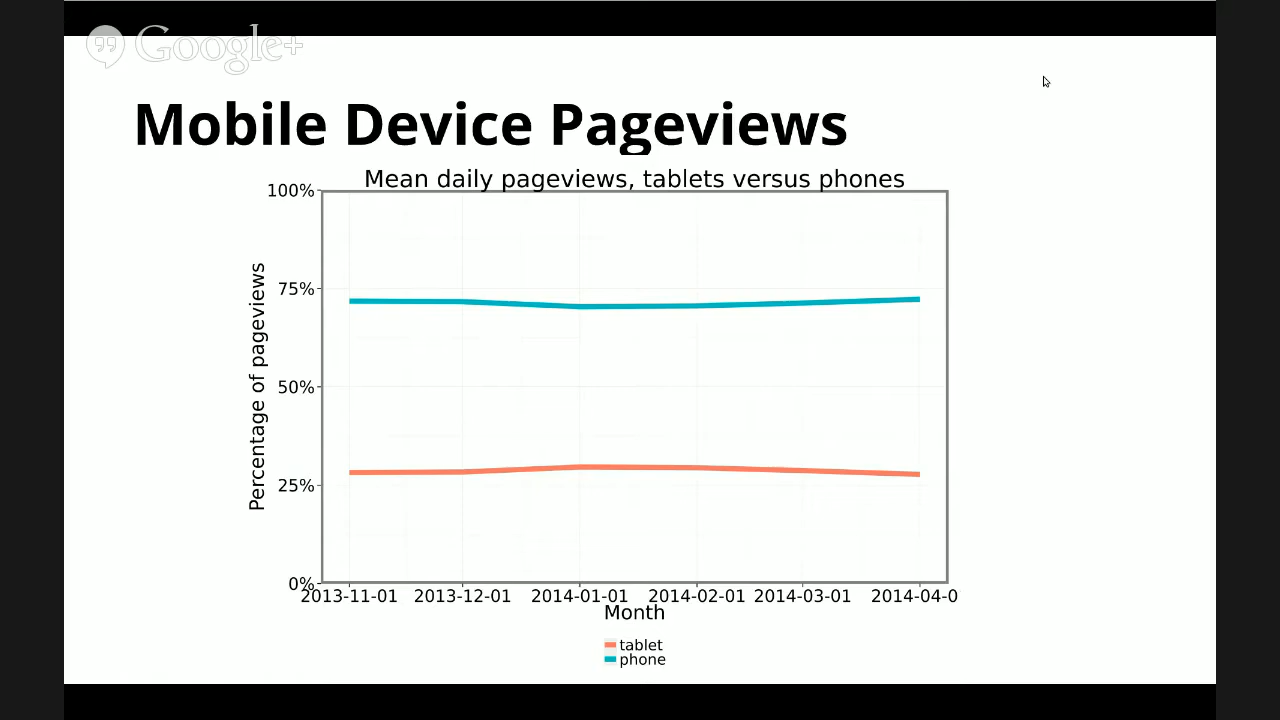 Google+
Mobile Device Pageviews
Mean daily pageviews, tablets versus phones
100%
75%
50%
25%
0%
Percentage of pageviews
2013-11-01 2013-12-01 2014-01-01 2014-02-01 2014-03-01 2014-04-0
Month
tablet
phone